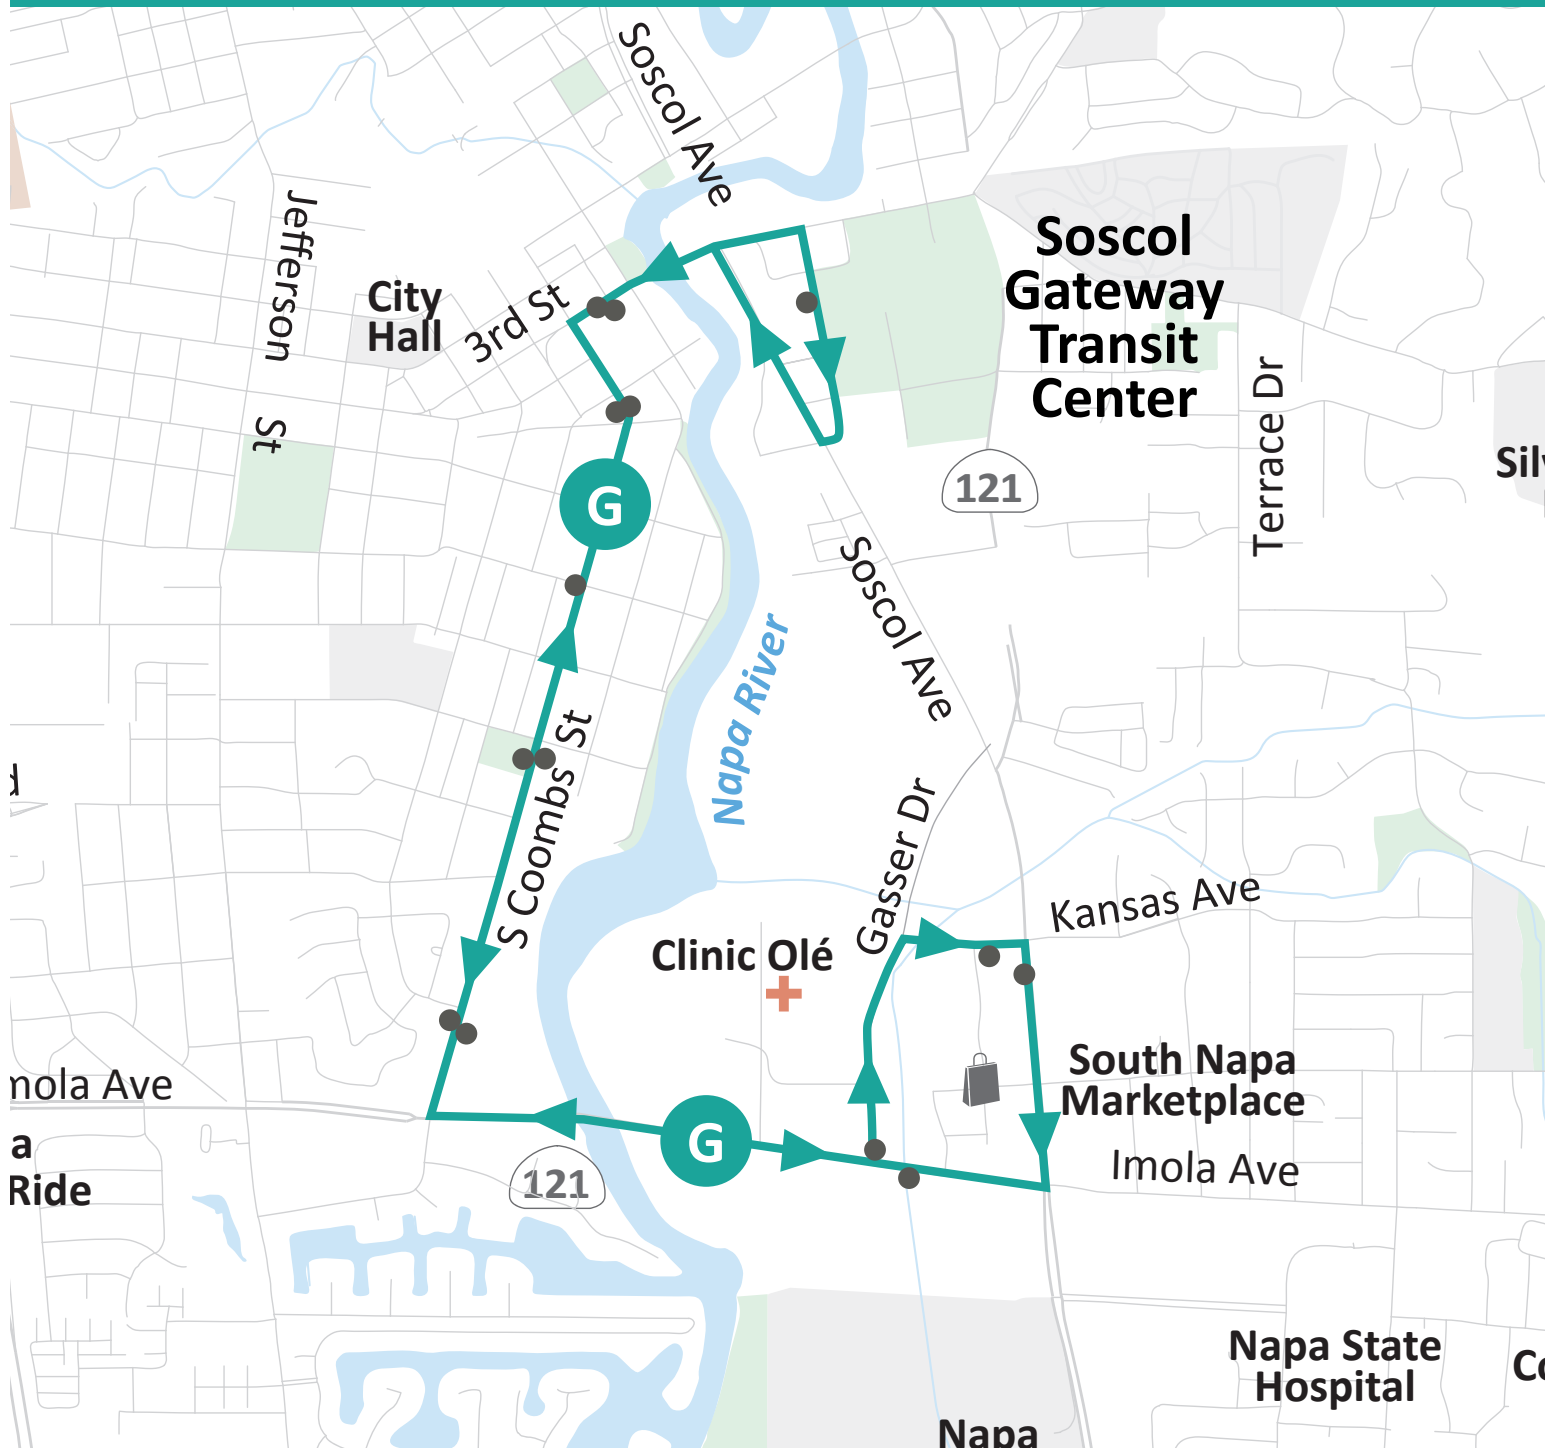 Soscol Ave
Jefferson St
City
Hall
3rd St
Soscol
Gateway
Transit
Center
121
Terrace Dr
G
Soscol Ave
Napa River
S Coombs St
Gasser Dr
Kansas Ave
Clinic Olé
South Napa
Marketplace
Imola Ave
G
121
Ride
Napa State
Hospital
Napa